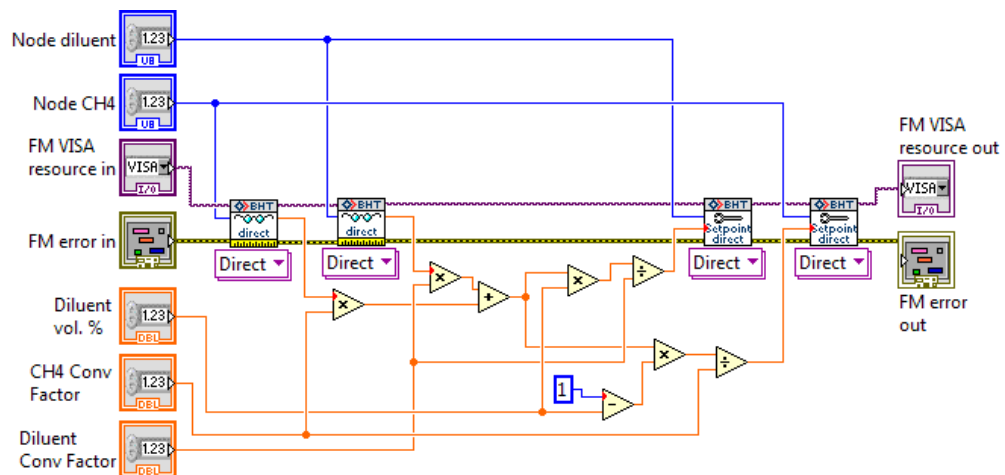 Node diluent
1.23
U8
Node CH4
1.23
U8
FM VISA
resource in
VISA
I/O
FM VISA
resource out
VISA
I/O
BHT
direct
Direct
BHT
direct
Direct
BHT
Setpoint
direct
Direct
BHT
Setpoint
direct
Direct
FM error in
FM error
out
Diluent
vol. %
1.23
DBL
CH4 Conv
Factor
1.23
DBL
Diluent
Conv Factor
1.23
DBL
×
×
+
×
÷
1
−
×
÷